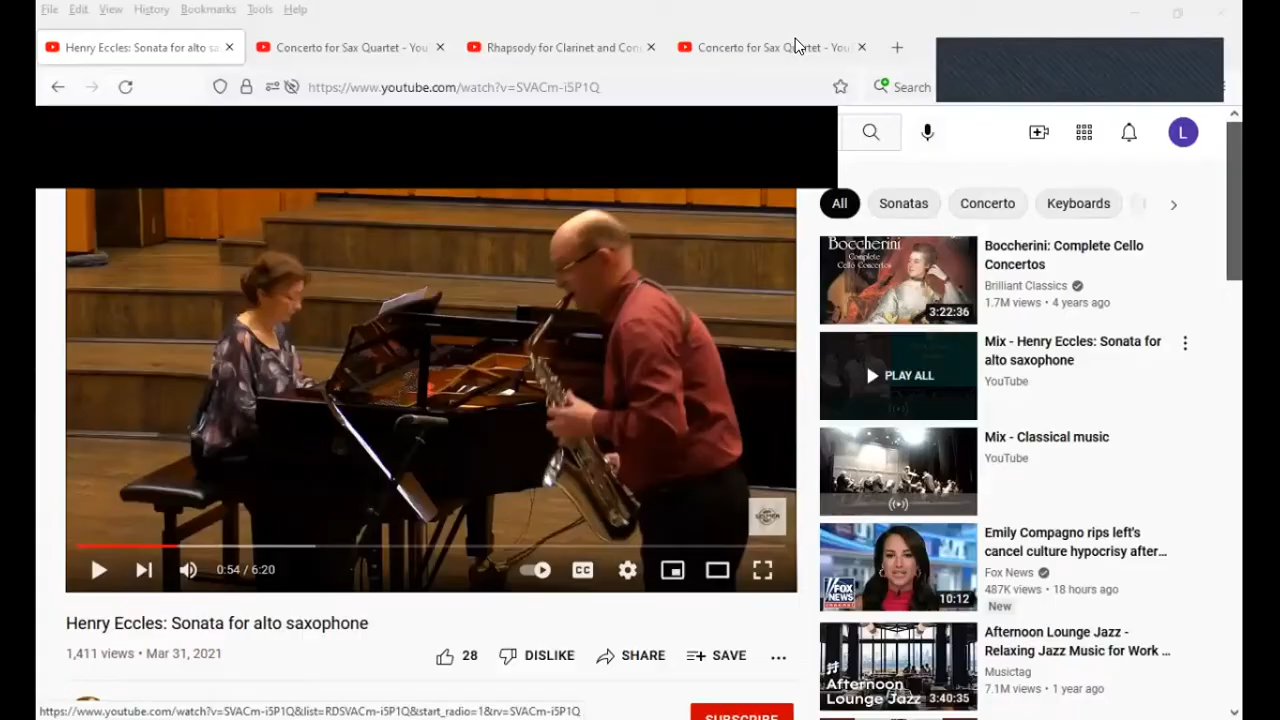 File Edit View History Bookmarks Tools Help
Henry Eccles: Sonata for alto sa
Concerto for Sax Quartet - You
Rhapsody for Clarinet and Con
Concerto for Sax Quartet - You
https://www.youtube.com/watch?v=SVACm-i5P1Q
Search
L
All
Sonatas
Concerto
Keyboards
Boccherini
Complete
Cello Concertos
3:22:36
Boccherini: Complete Cello
Concertos
Brilliant Classics
1.7M views • 4 years ago
PLAY ALL
Mix - Henry Eccles: Sonata for
alto saxophone
YouTube
Mix - Classical music
YouTube
FOX
NEWS
10:12
Emily Compagno rips left's
cancel culture hypocrisy after...
Fox News
487K views • 18 hours ago
New
Afternoon
Lounge Jazz
3:40:35
Afternoon Lounge Jazz -
Relaxing Jazz Music for Work ...
Musictag
7.1M views • 1 year ago
0:54 / 6:20
CC
Henry Eccles: Sonata for alto saxophone
1,411 views • Mar 31, 2021
28
DISLIKE
SHARE
SAVE
SUBSCRIBE
https://www.youtube.com/watch?v=SVACm-i5P1Q&list=RDSVACm-i5P1Q&start_radio=1&rv=SVACm-i5P1Q